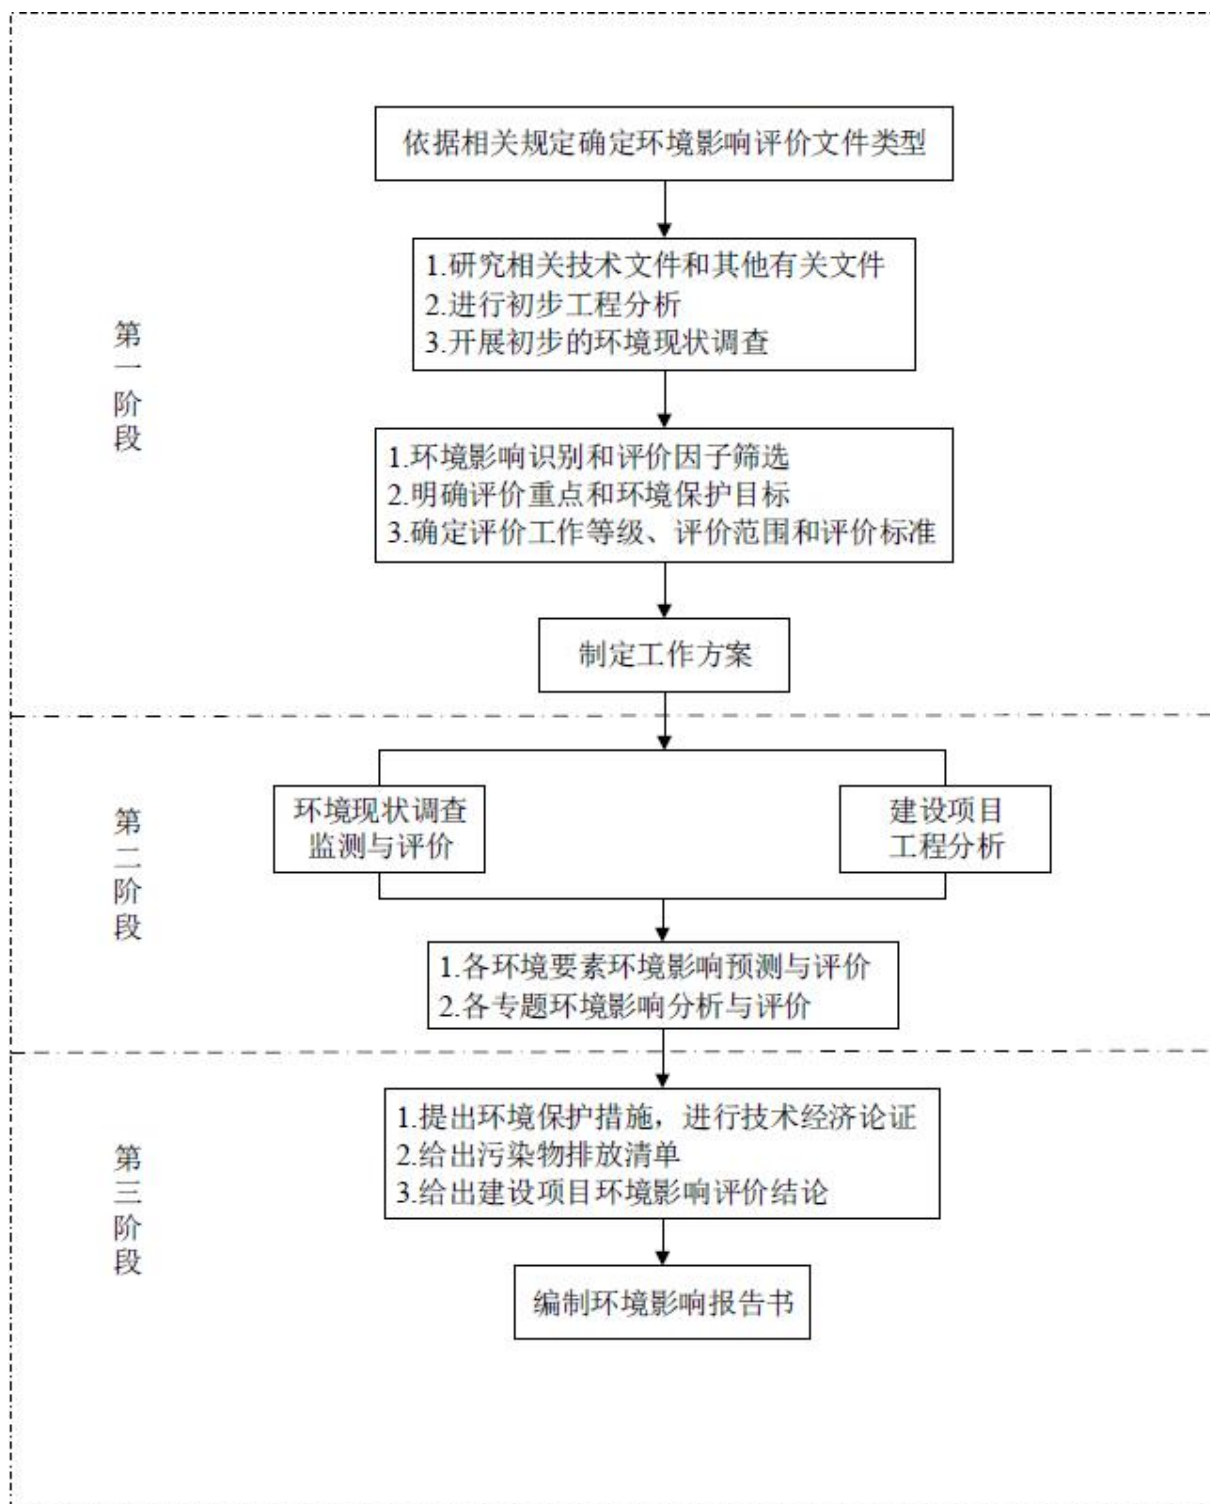 依据相关规定确定环境影响评价文件类型
1.研究相关技术文件和其他有关文件
2.进行初步工程分析
3.开展初步的环境现状调查
第一阶段
1.环境影响识别和评价因子筛选
2.明确评价重点和环境保护目标
3.确定评价工作等级、评价范围和评价标准
制定工作方案
环境现状调查
监测与评价
建设项目
工程分析
第二阶段
1.各环境要素环境影响预测与评价
2.各专题环境影响分析与评价
1.提出环境保护措施，进行技术经济论证
2.给出污染物排放清单
3.给出建设项目环境影响评价结论
第三阶段
编制环境影响报告书